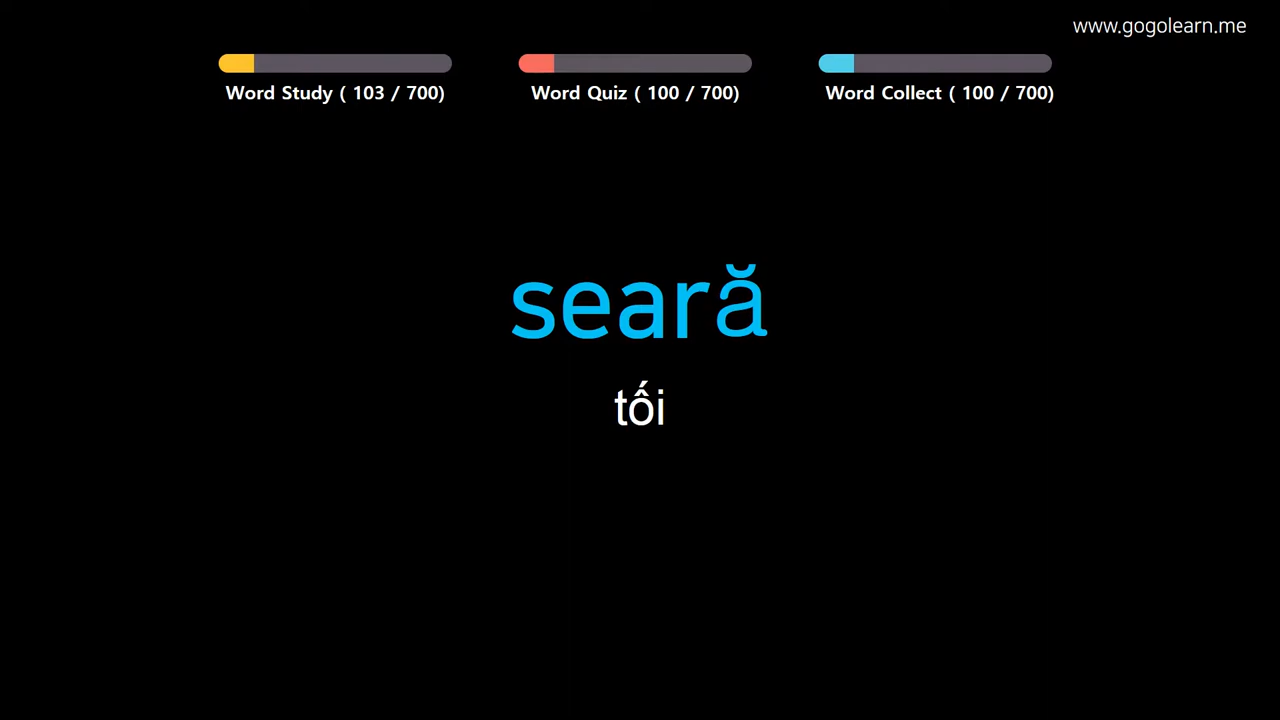 www.gogolearn.me
Word Study ( 103 / 700)
Word Quiz ( 100 / 700)
Word Collect ( 100 / 700)
seară
tối